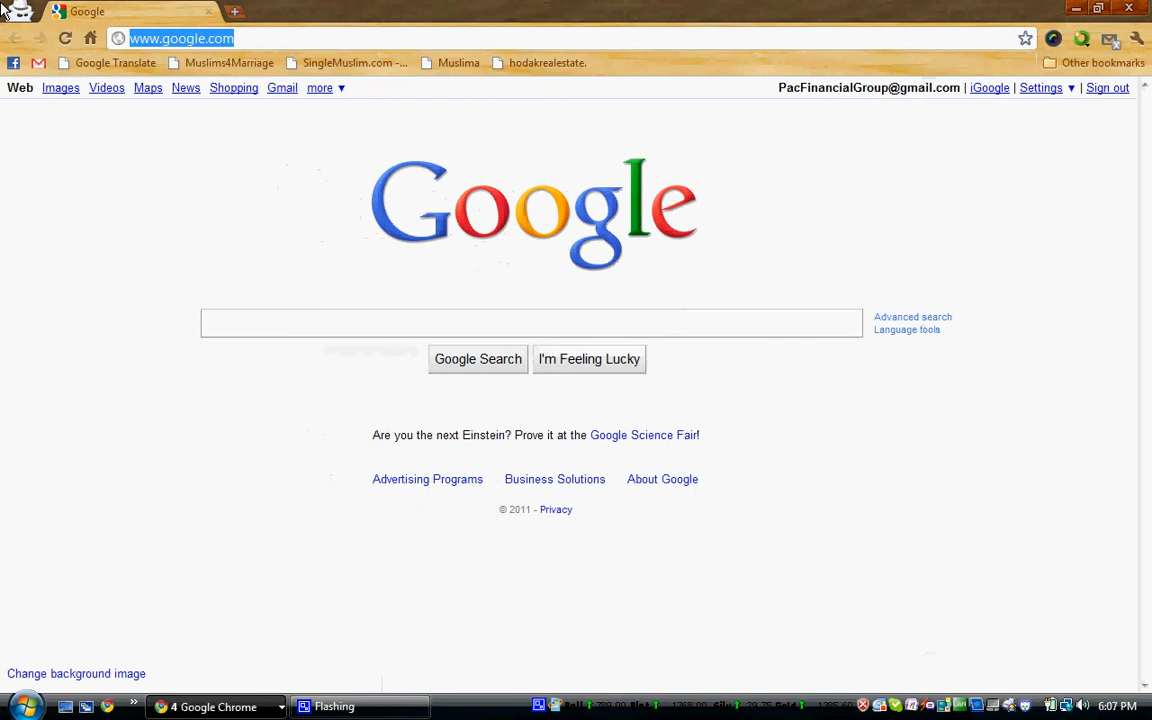 Google
www.google.com
Google Translate Muslims4Marriage SingleMuslim.com -... Muslima hodakrealestate. Other bookmarks
Web Images Videos Maps News Shopping Gmail more ▼ PacFinancialGroup@gmail.com | iGoogle | Settings ▼ | Sign out
Google
Advanced search
Language tools
Google Search I'm Feeling Lucky
Are you the next Einstein? Prove it at the Google Science Fair!
Advertising Programs Business Solutions About Google
© 2011 - Privacy
Change background image
4 Google Chrome Flashing 6:07 PM